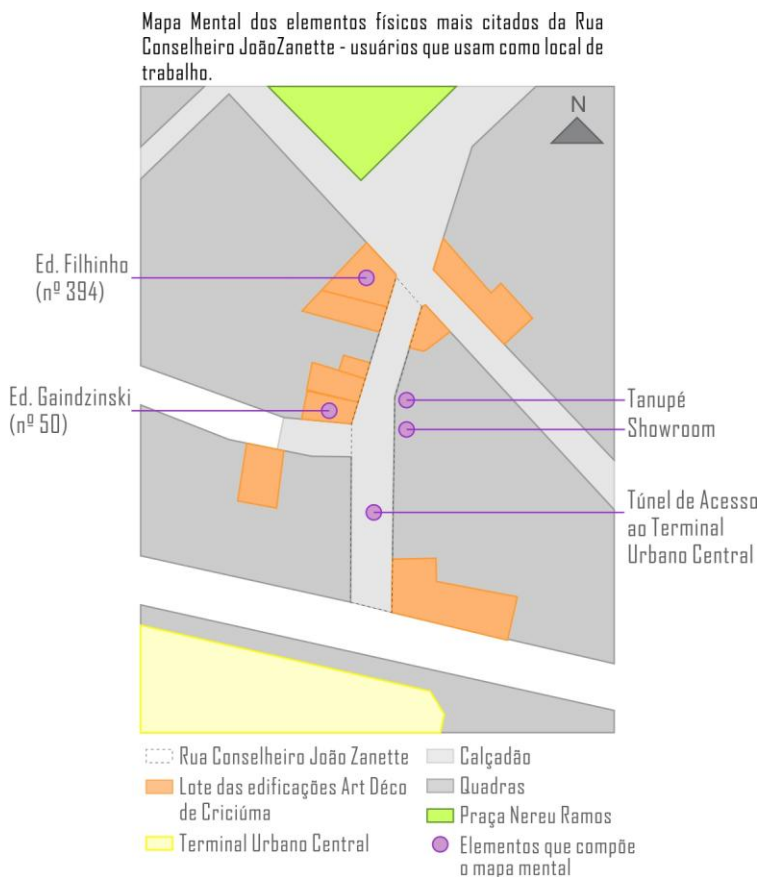 Mapa Mental dos elementos físicos mais citados da Rua
Conselheiro JoãoZanette - usuários que usam como local de
trabalho.
N
Ed. Filhinho
(nº 394)
Ed. Gaindzinski
(nº 50)
Tanupé
Showroom
Túnel de Acesso
ao Terminal
Urbano Central
Rua Conselheiro João Zanette
Lote das edificações Art Déco
de Criciúma
Terminal Urbano Central
Calçadão
Quadras
Praça Nereu Ramos
Elementos que compõe
o mapa mental